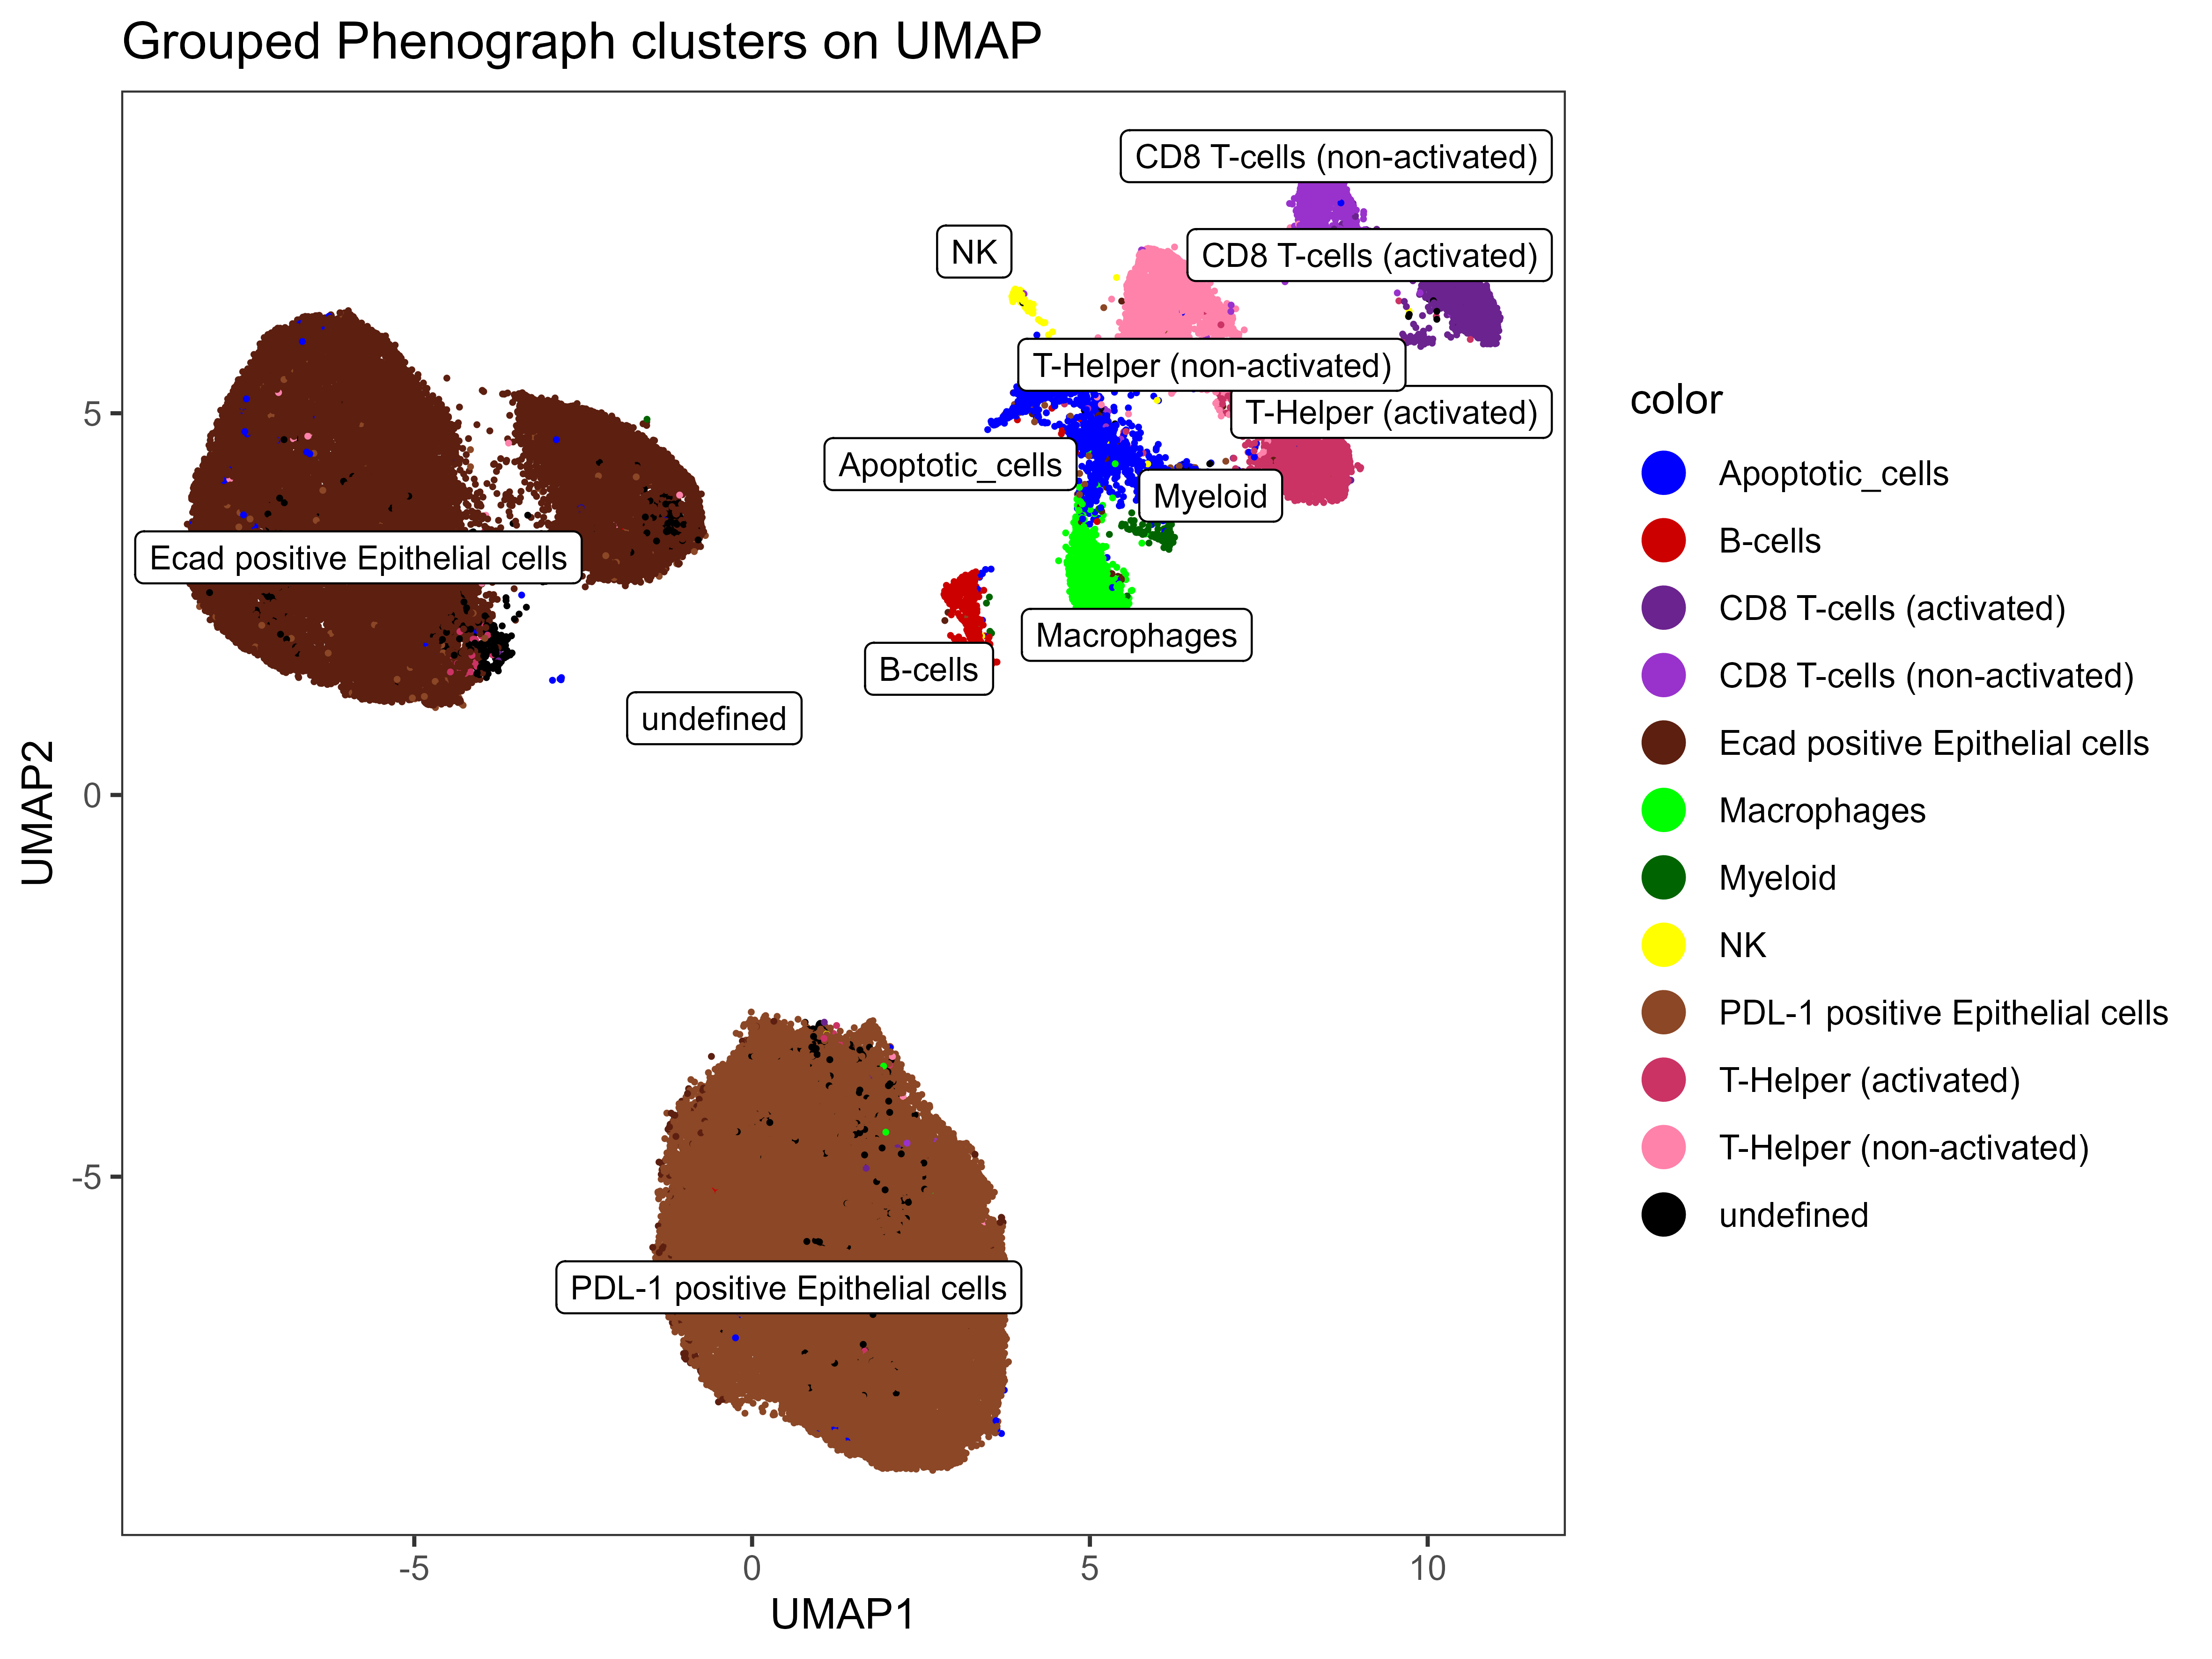 Grouped Phenograph clusters on UMAP
CD8 T-cells (non-activated)
NK
CD8 T-cells (activated)
T-Helper (non-activated)
T-Helper (activated)
Apoptotic_cells
Myeloid
Ecad positive Epithelial cells
Macrophages
B-cells
undefined
PDL-1 positive Epithelial cells
5
0
-5
UMAP2
-5
0
5
10
UMAP1
color
Apoptotic_cells
B-cells
CD8 T-cells (activated)
CD8 T-cells (non-activated)
Ecad positive Epithelial cells
Macrophages
Myeloid
NK
PDL-1 positive Epithelial cells
T-Helper (activated)
T-Helper (non-activated)
undefined